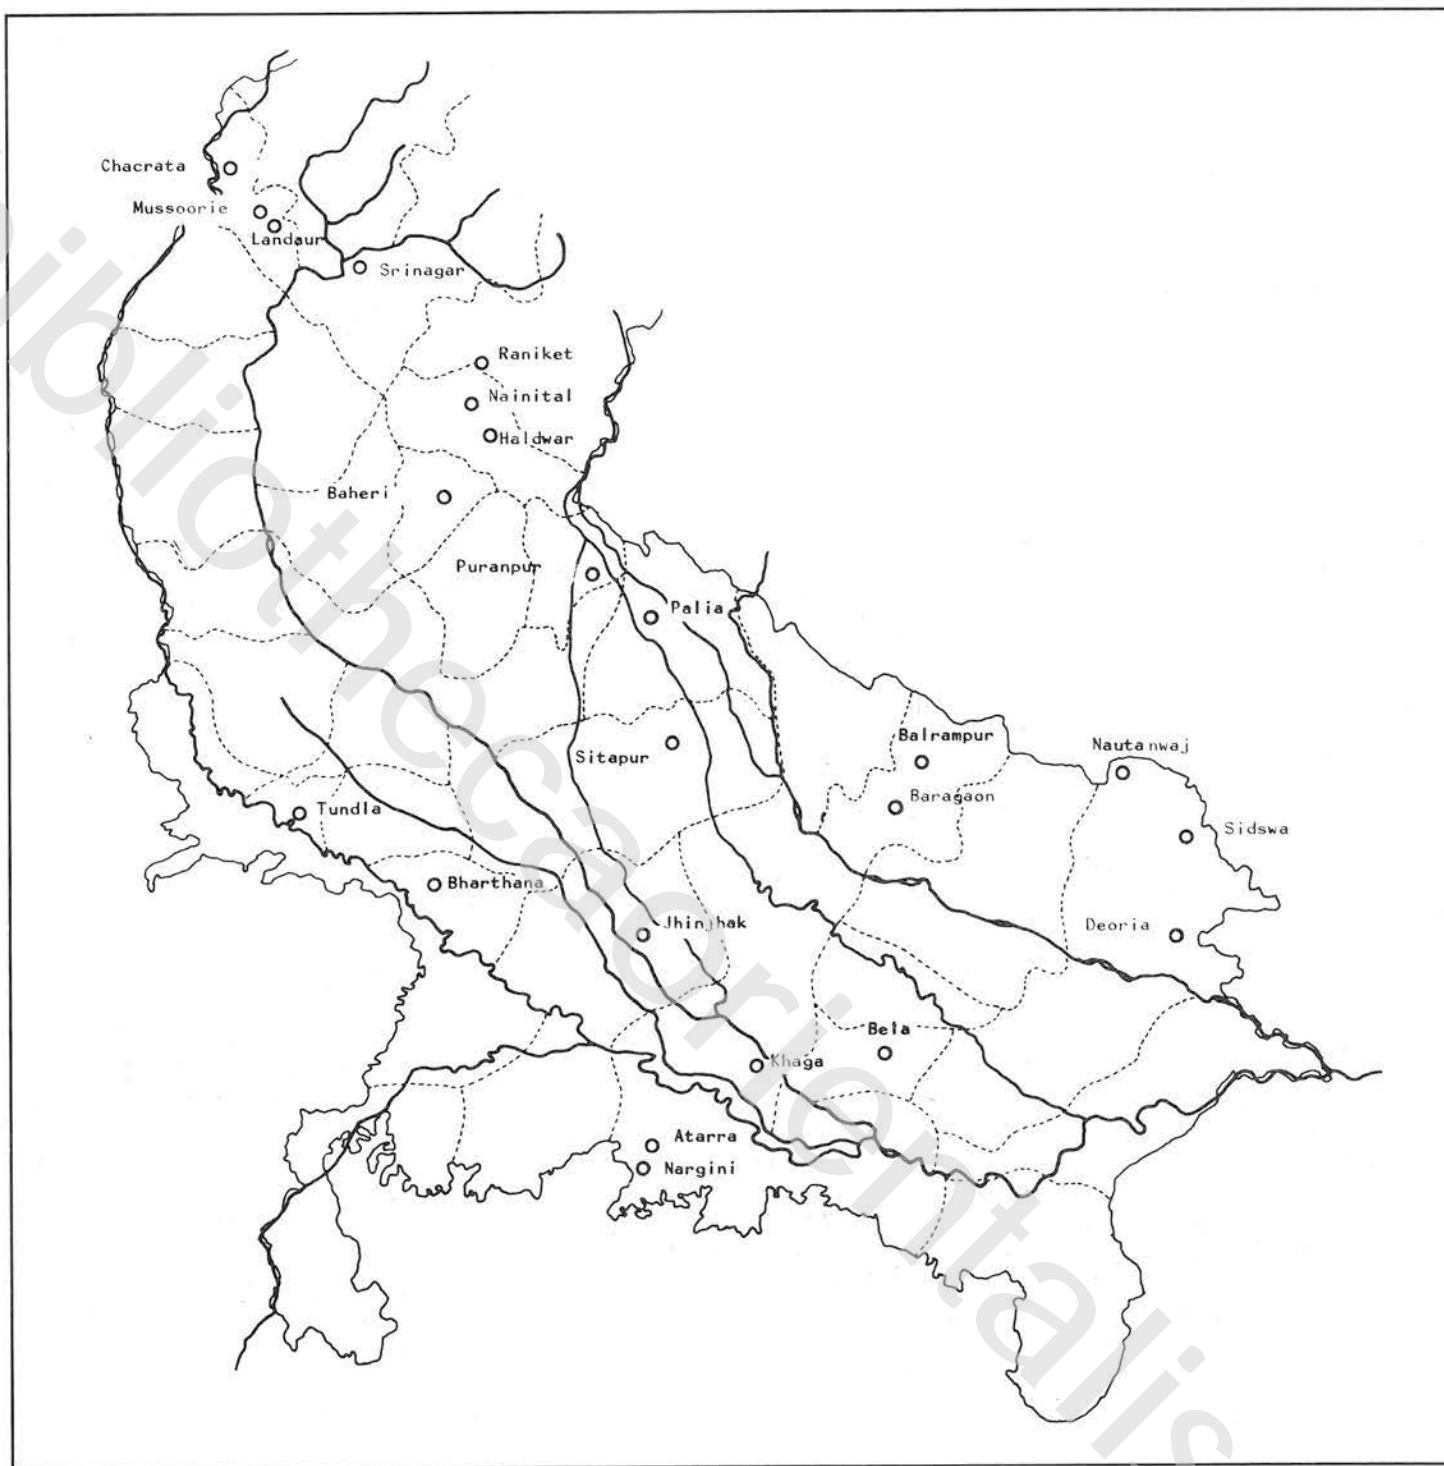 Chacrata
Mussoorie
Landaur
Srinagar
Raniket
Nainital
Haldwar
Baheri
Puranpur
Palia
Balrampur
Nautanwaj
Sitapur
Baragaon
Tundla
Sidswa
Bharthana
Jhinjhak
Deoria
Bela
Khaga
Atarra
Nargini
bibliothecaorientalis